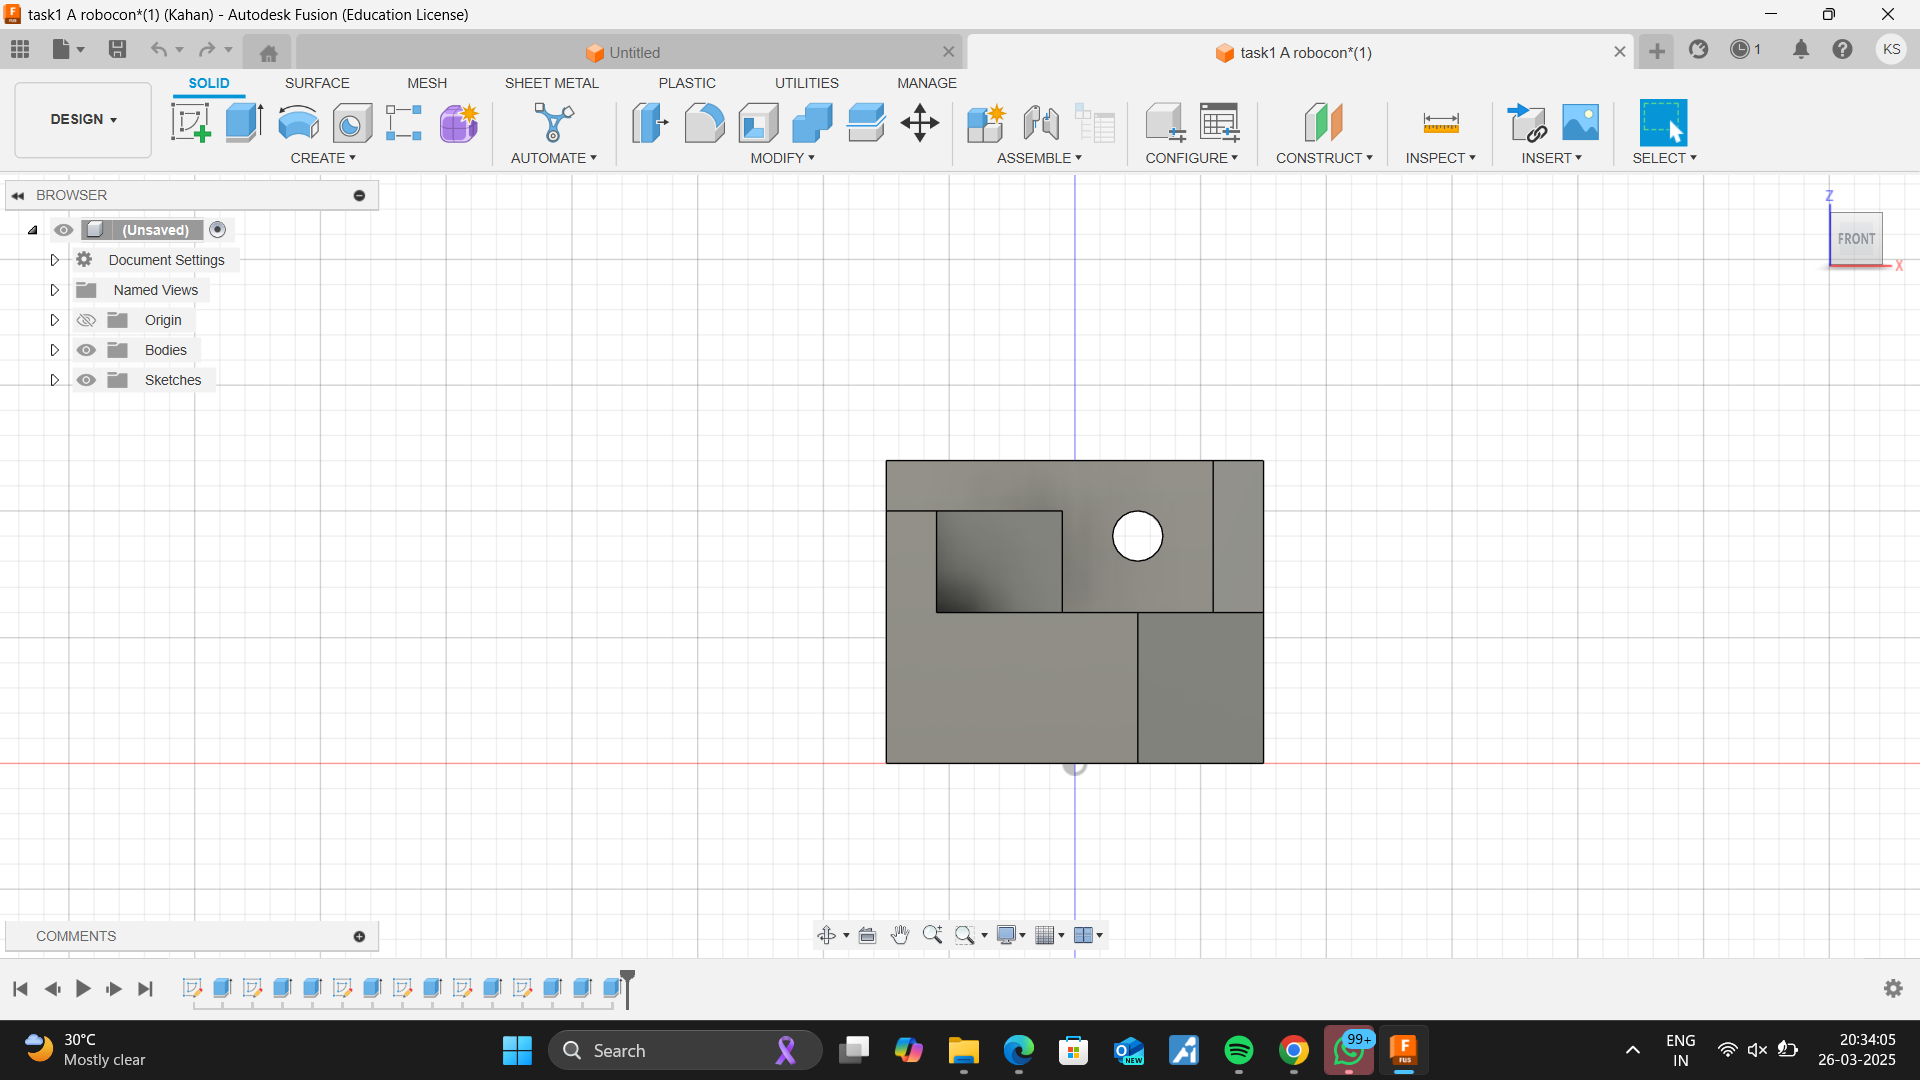 task1 A robocon*(1) (Kahan) - Autodesk Fusion (Education License)
Untitled
task1 A robocon*(1)
1
KS
DESIGN
SOLID
SURFACE
MESH
SHEET METAL
PLASTIC
UTILITIES
MANAGE
CREATE
AUTOMATE
MODIFY
ASSEMBLE
CONFIGURE
CONSTRUCT
INSPECT
INSERT
SELECT
BROWSER
(Unsaved)
Document Settings
Named Views
Origin
Bodies
Sketches
Z
FRONT
X
COMMENTS
30°C
Mostly clear
Search
NEW
99+
F
FUS
ENG
IN
20:34:05
26-03-2025